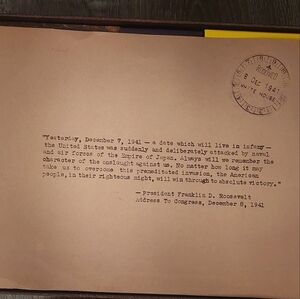 RECEIVED
8 DEC 1941
WHITE HOUSE
"Yesterday, December 7, 1941 — a date which will live in infamy —
the United States was suddenly and deliberately attacked by naval
and air forces of the Empire of Japan. Always will we remember the
character of the onslaught against us. No matter how long it may
take us to overcome this premeditated invasion, the American
people, in their righteous might, will win through to absolute victory."
— President Franklin D. Roosevelt
Address To Congress, December 8, 1941